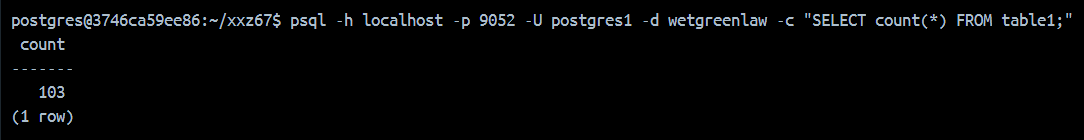 postgres@3746ca59ee86:~/xxz67$ psql -h localhost -p 9052 -U postgres1 -d wetgreenlaw -c "SELECT count(*) FROM table1;"
 count
-------
   103
(1 row)